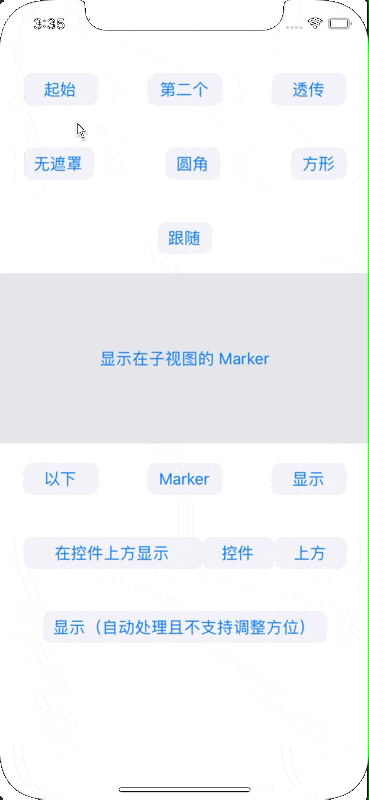 3:35
起始 第二个 透传
无遮罩 圆角 方形
跟随
显示在子视图的 Marker
以下 Marker 显示
在控件上方显示 控件 上方
显示（自动处理且不支持调整方位）